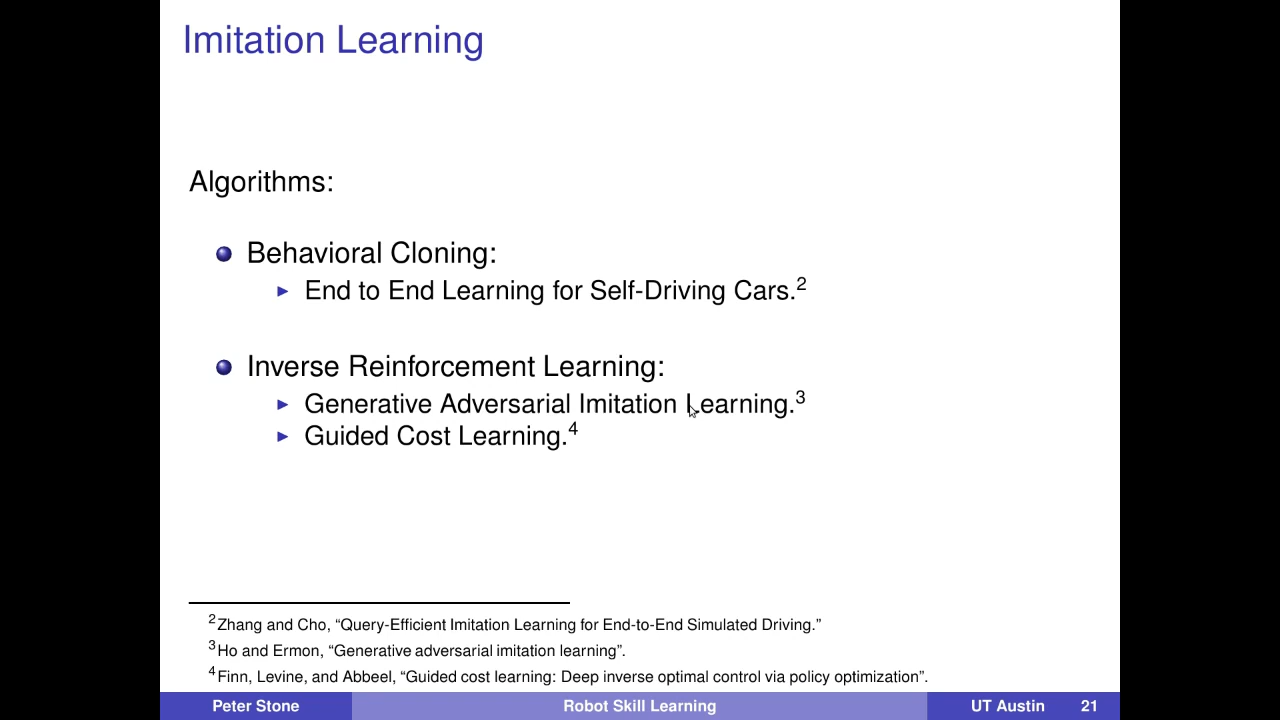 Imitation Learning
Algorithms:
Behavioral Cloning:
End to End Learning for Self-Driving Cars.2
Inverse Reinforcement Learning:
Generative Adversarial Imitation Learning.3
Guided Cost Learning.4
2Zhang and Cho, “Query-Efficient Imitation Learning for End-to-End Simulated Driving.”
3Ho and Ermon, “Generative adversarial imitation learning”.
4Finn, Levine, and Abbeel, “Guided cost learning: Deep inverse optimal control via policy optimization”.
Peter Stone Robot Skill Learning UT Austin 21